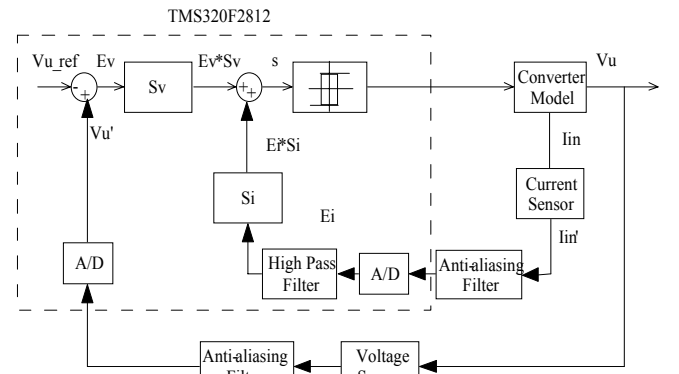 TMS320F2812
Vu_ref
Ev
Ev*Sv
s
Vu
-
+
Sv
+
+
Converter
Model
Vu'
Iin
Ei*Si
Current
Sensor
Si
Ei
Iin'
A/D
High Pass
Filter
A/D
Anti-aliasing
Filter
Anti-aliasing
Voltage